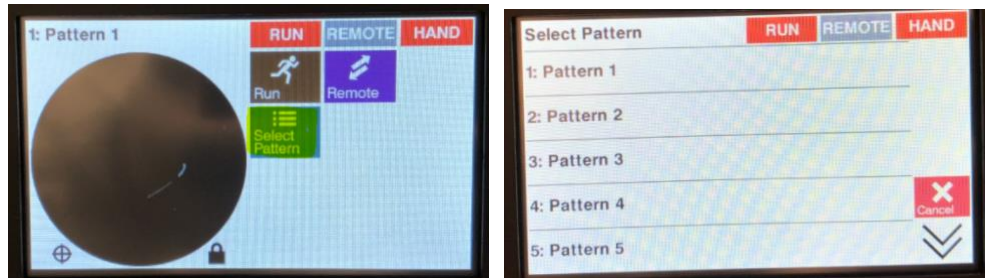 1: Pattern 1
RUN
REMOTE
HAND
Run
Remote
Select
Pattern
Select Pattern
RUN
REMOTE
HAND
1: Pattern 1
2: Pattern 2
3: Pattern 3
4: Pattern 4
Cancel
5: Pattern 5